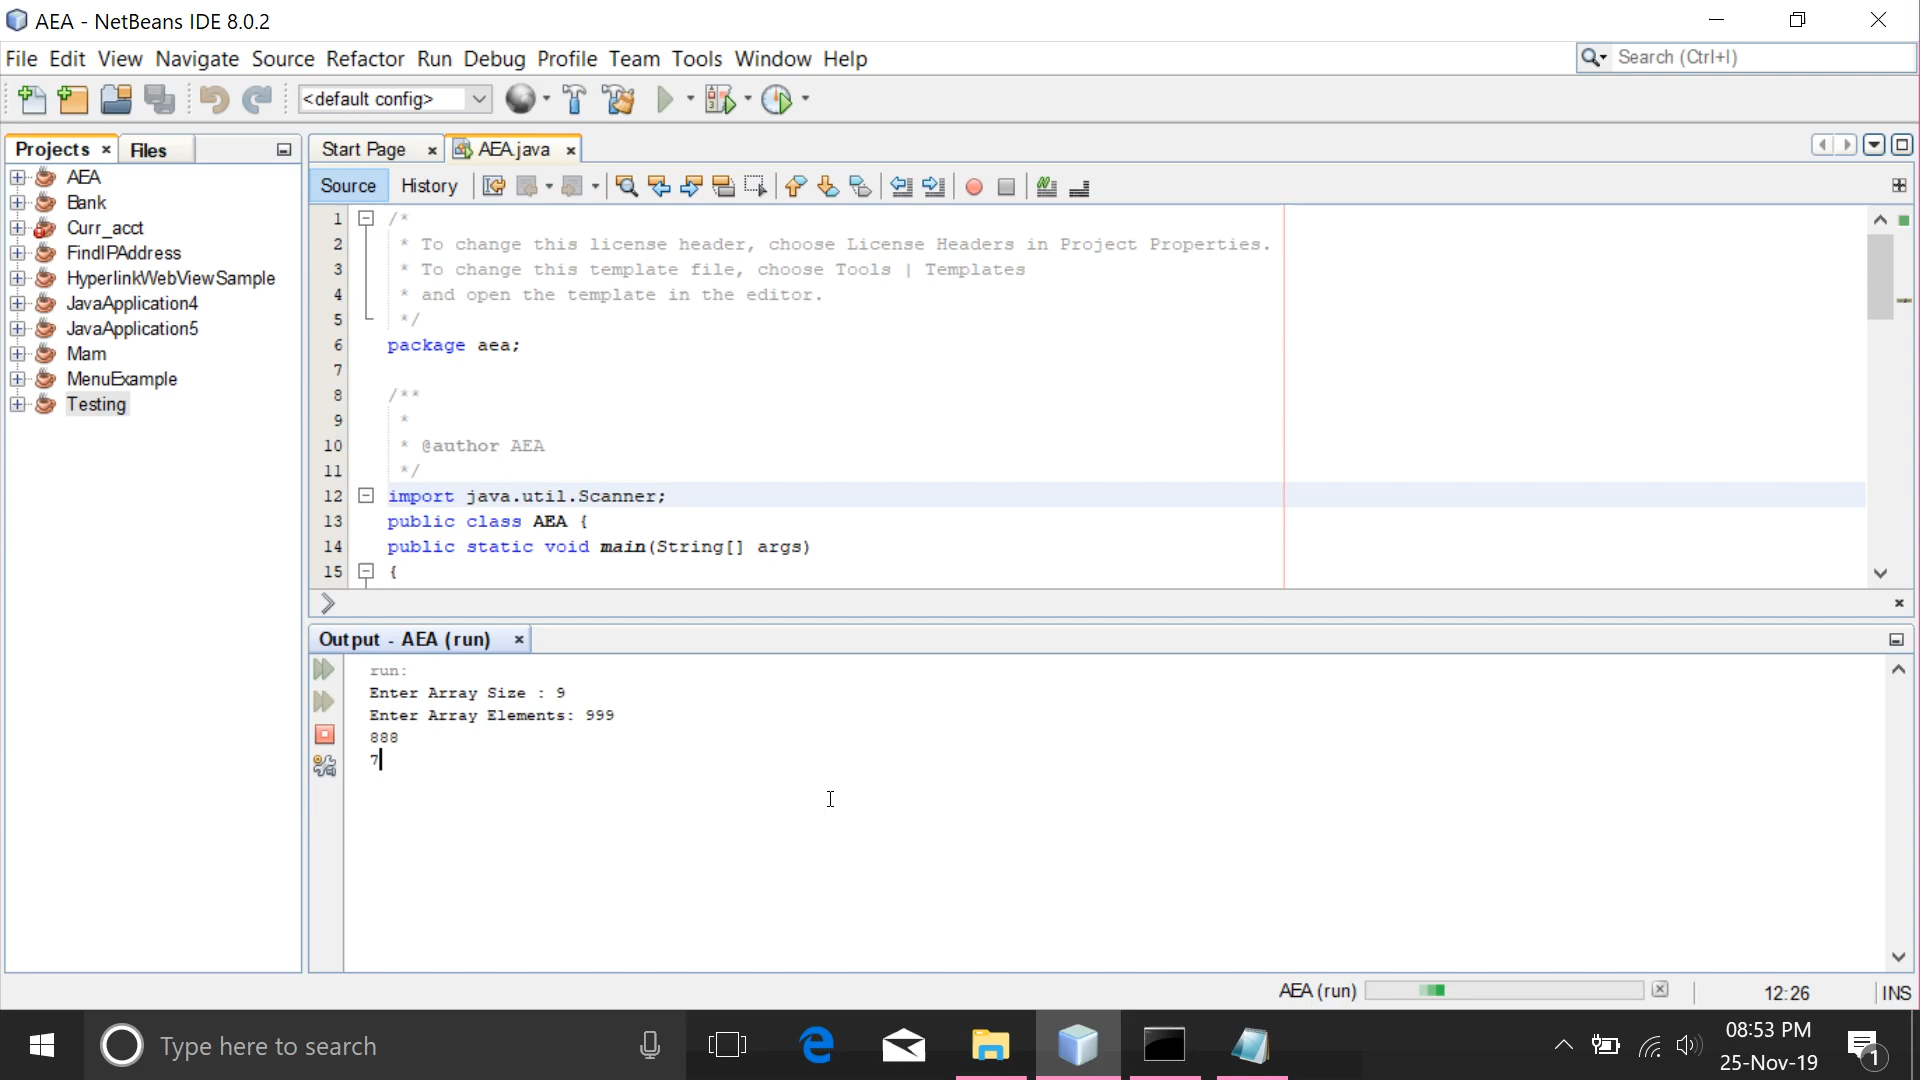 AEA - NetBeans IDE 8.0.2
File Edit View Navigate Source Refactor Run Debug Profile Team Tools Window Help
Search (Ctrl+I)
<default config>
Projects
Files
AEA
Bank
Curr_acct
FindIPAddress
HyperlinkWebViewSample
JavaApplication4
JavaApplication5
Mam
MenuExample
Testing
Start Page
AEA.java
Source
History
1 /*
2 * To change this license header, choose License Headers in Project Properties.
3 * To change this template file, choose Tools | Templates
4 * and open the template in the editor.
5 */
6 package aea;
7
8 /**
9 *
10 * @author AEA
11 */
12 import java.util.Scanner;
13 public class AEA {
14 public static void main(String[] args)
15 {
Output - AEA (run)
run:
Enter Array Size : 9
Enter Array Elements: 999
888
7
AEA (run)
12:26
INS
Type here to search
08:53 PM
25-Nov-19
1